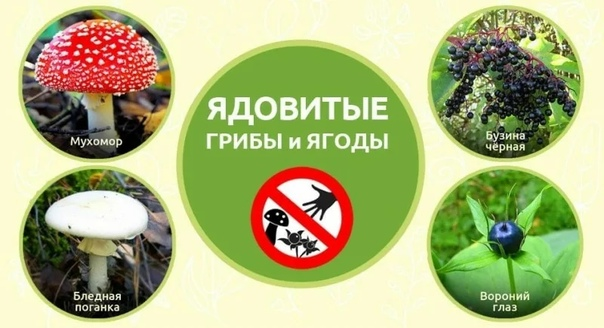 Мухомор
ЯДОВИТЫЕ
ГРИБЫ и ЯГОДЫ
Бузина
чёрная
Бледная
поганка
Вороний
глаз